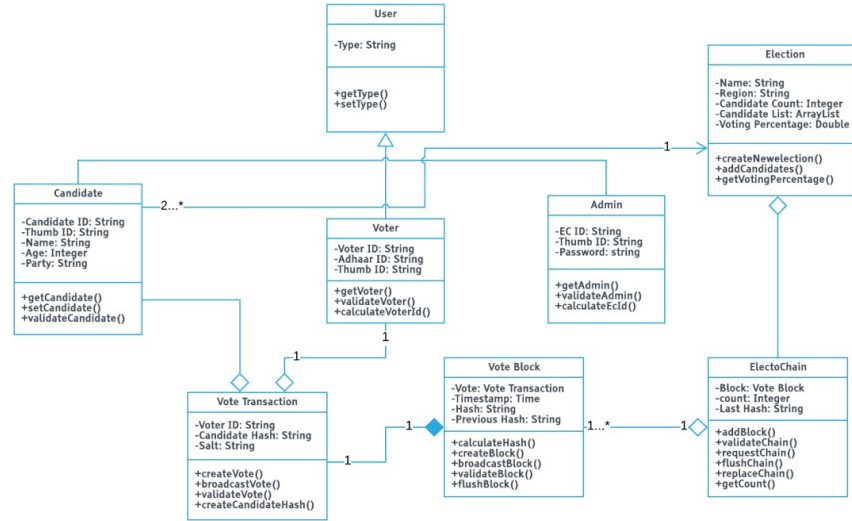 User
-Type: String
+getType()
+setType()
Election
-Name: String
-Region: String
-Candidate Count: Integer
-Candidate List: ArrayList
-Voting Percentage: Double
+createNewelection()
+addCandidates()
+getVotingPercentage()
1
2...*
Candidate
-Candidate ID: String
-Thumb ID: String
-Name: String
-Age: Integer
-Party: String
+getCandidate()
+setCandidate()
+validateCandidate()
Voter
-Voter ID: String
-Adhaar ID: String
-Thumb ID: String
+getVoter()
+validateVoter()
+calculateVoterId()
Admin
-EC ID: String
-Thumb ID: String
-Password: string
+getAdmin()
+validateAdmin()
+calculateEcId()
1
1
Vote Transaction
-Voter ID: String
-Candidate Hash: String
-Salt: String
+createVote()
+broadcastVote()
+validateVote()
+createCandidateHash()
1
1
Vote Block
-Vote: Vote Transaction
-Timestamp: Time
-Hash: String
-Previous Hash: String
+calculateHash()
+createBlock()
+broadcastBlock()
+validateBlock()
+flushBlock()
1...*
1
ElectoChain
-Block: Vote Block
-count: Integer
-Last Hash: String
+addBlock()
+validateChain()
+requestChain()
+flushChain()
+replaceChain()
+getCount()